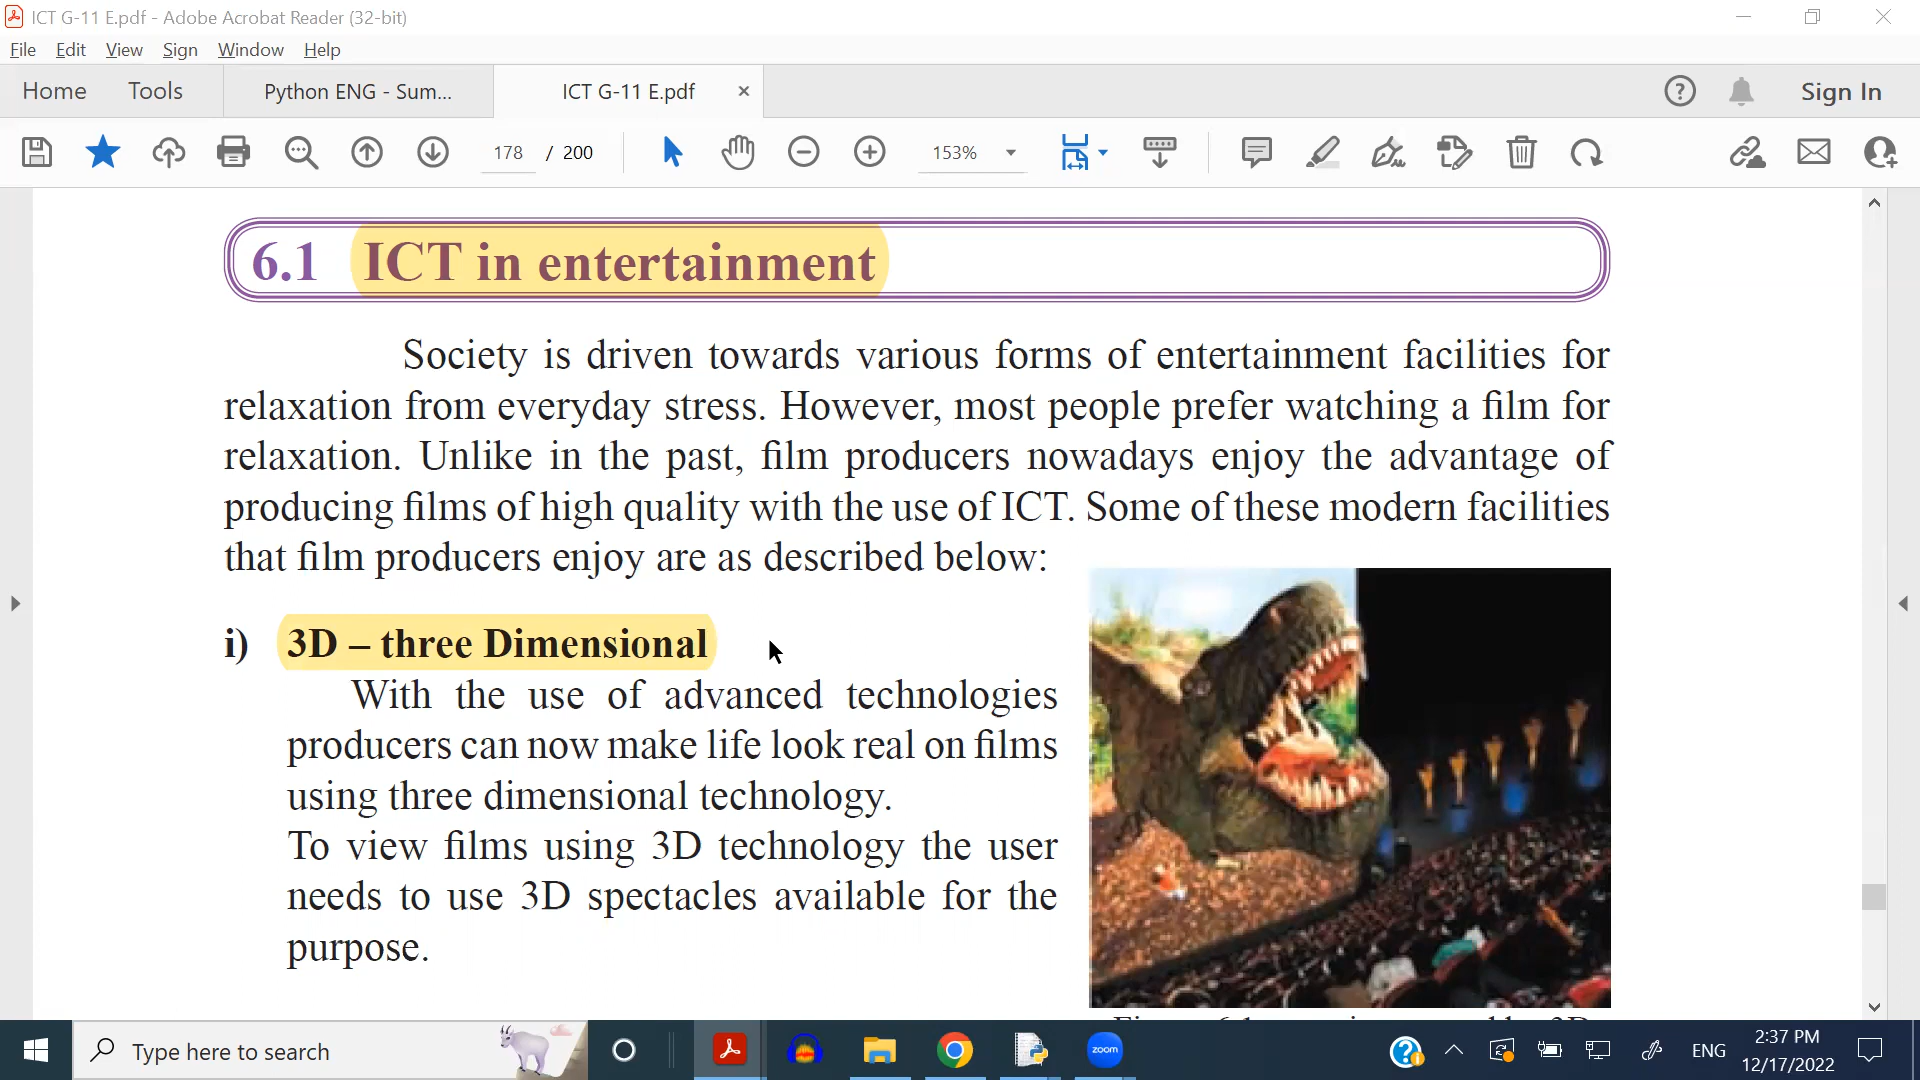 ICT G-11 E.pdf - Adobe Acrobat Reader (32-bit)
File Edit View Sign Window Help
Home Tools Python ENG - Sum... ICT G-11 E.pdf Sign In
178 / 200 153%
6.1 ICT in entertainment
Society is driven towards various forms of entertainment facilities for
relaxation from everyday stress. However, most people prefer watching a film for
relaxation. Unlike in the past, film producers nowadays enjoy the advantage of
producing films of high quality with the use of ICT. Some of these modern facilities
that film producers enjoy are as described below:
i) 3D – three Dimensional
With the use of advanced technologies
producers can now make life look real on films
using three dimensional technology.
To view films using 3D technology the user
needs to use 3D spectacles available for the
purpose.
Type here to search
zoom
ENG
2:37 PM
12/17/2022